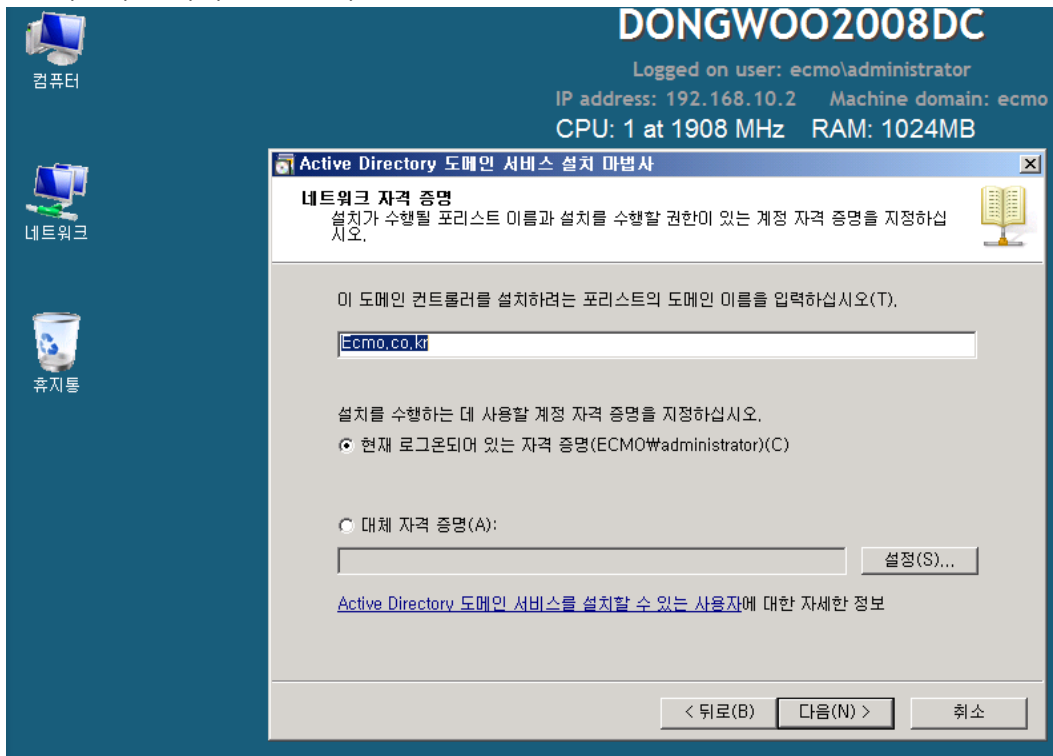 DONGWOO2008DC
컴퓨터
Logged on user: ecmo\administrator
IP address: 192.168.10.2 Machine domain: ecmo
CPU: 1 at 1908 MHz RAM: 1024MB
Active Directory 도메인 서비스 설치 마법사
네트워크 자격 증명
설치가 수행될 포리스트 이름과 설치를 수행할 권한이 있는 계정 자격 증명을 지정하십
시오.
네트워크
이 도메인 컨트롤러를 설치하려는 포리스트의 도메인 이름을 입력하십시오(T).
Ecmo.co.kr
휴지통
설치를 수행하는 데 사용할 계정 자격 증명을 지정하십시오.
현재 로그온되어 있는 자격 증명(ECMO₩administrator)(C)
대체 자격 증명(A):
설정(S)...
Active Directory 도메인 서비스를 설치할 수 있는 사용자에 대한 자세한 정보
< 뒤로(B) 다음(N) > 취소